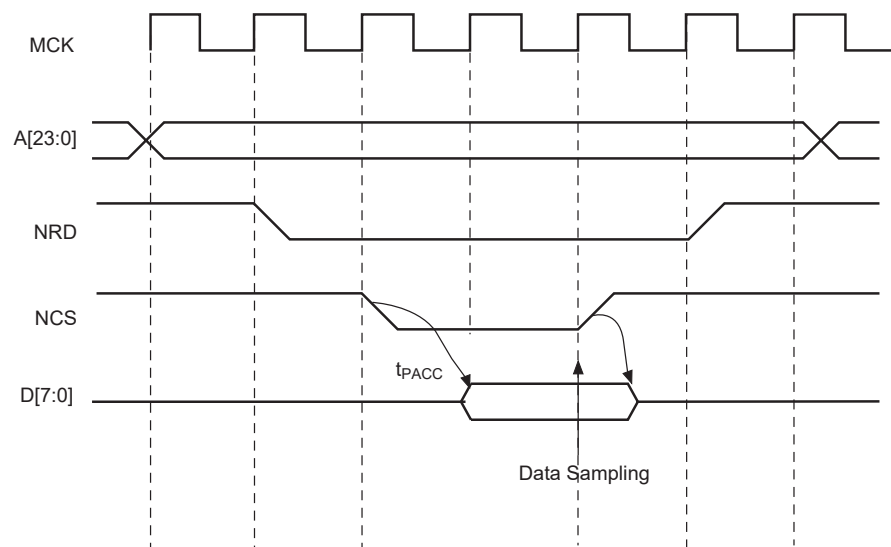 MCK
A[23:0]
NRD
NCS
tPACC
D[7:0]
Data Sampling